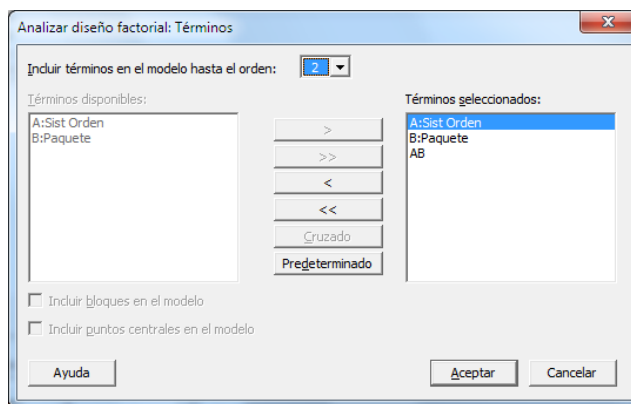 Analizar diseño factorial: Términos
Incluir términos en el modelo hasta el orden: 2
Términos disponibles:
A:Sist Orden
B:Paquete
>
>>
<
<<
Cruzado
Predeterminado
Términos seleccionados:
A:Sist Orden
B:Paquete
AB
Incluir bloques en el modelo
Incluir puntos centrales en el modelo
Ayuda
Aceptar
Cancelar